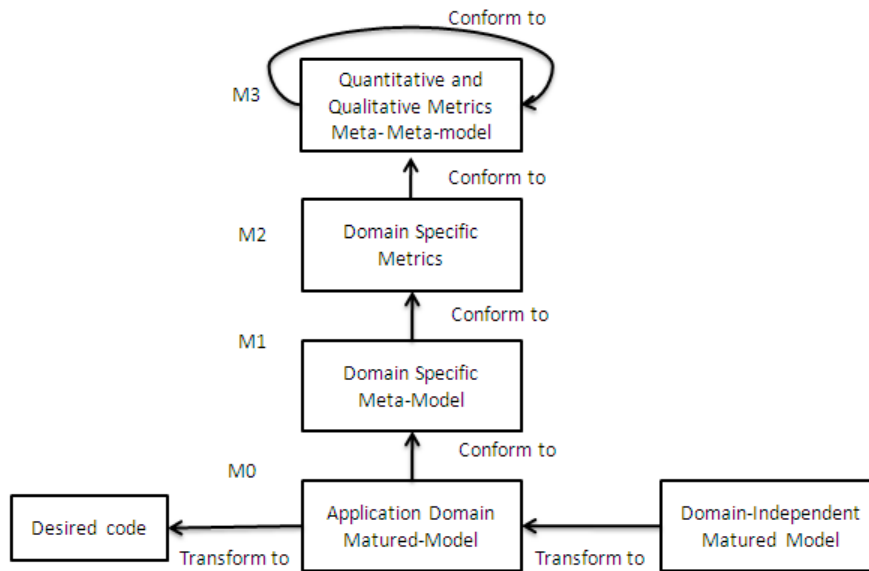 Conform to
M3
Quantitative and
Qualitative Metrics
Meta- Meta-model
Conform to
M2
Domain Specific
Metrics
Conform to
M1
Domain Specific
Meta-Model
Conform to
M0
Desired code
Application Domain
Matured-Model
Domain-Independent
Matured Model
Transform to
Transform to